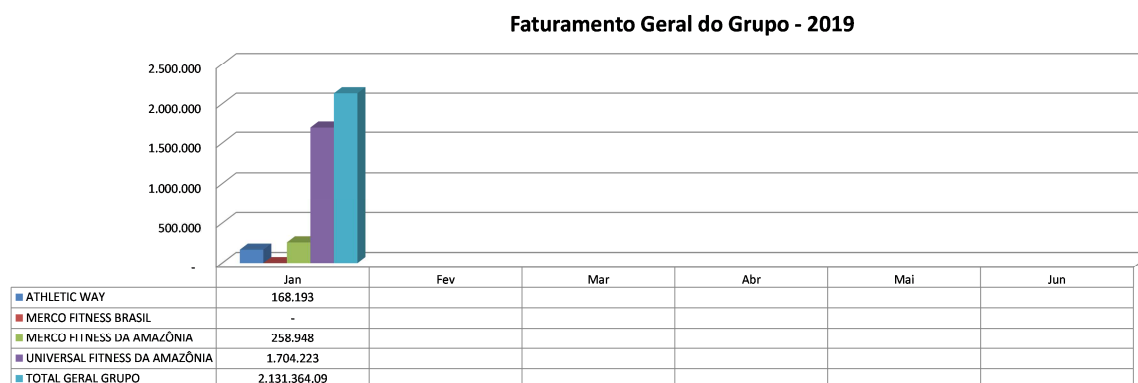 Faturamento Geral do Grupo - 2019
2.500.000
2.000.000
1.500.000
1.000.000
500.000
-
Jan Fev Mar Abr Mai Jun
ATHLETIC WAY 168.193
MERCO FITNESS BRASIL -
MERCO FITNESS DA AMAZÔNIA 258.948
UNIVERSAL FITNESS DA AMAZÔNIA 1.704.223
TOTAL GERAL GRUPO 2.131.364,09